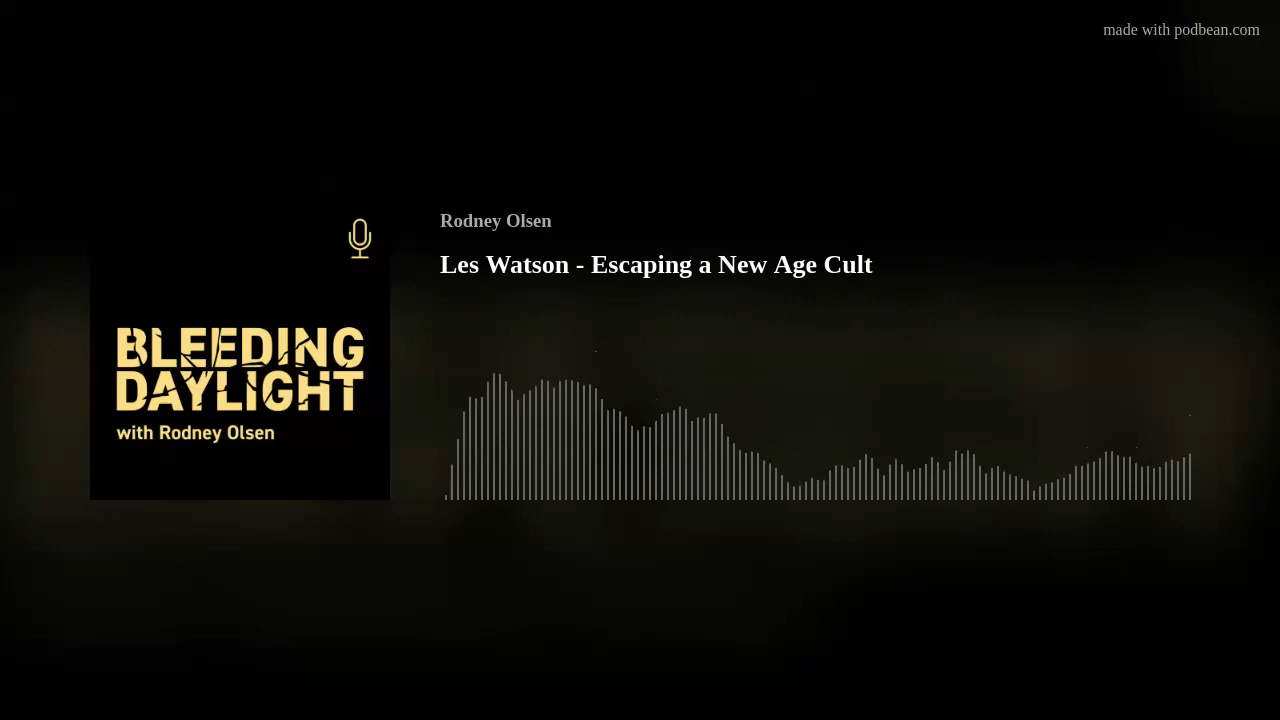 made with podbean.com
BLEEDING
DAYLIGHT
with Rodney Olsen
Rodney Olsen
Les Watson - Escaping a New Age Cult